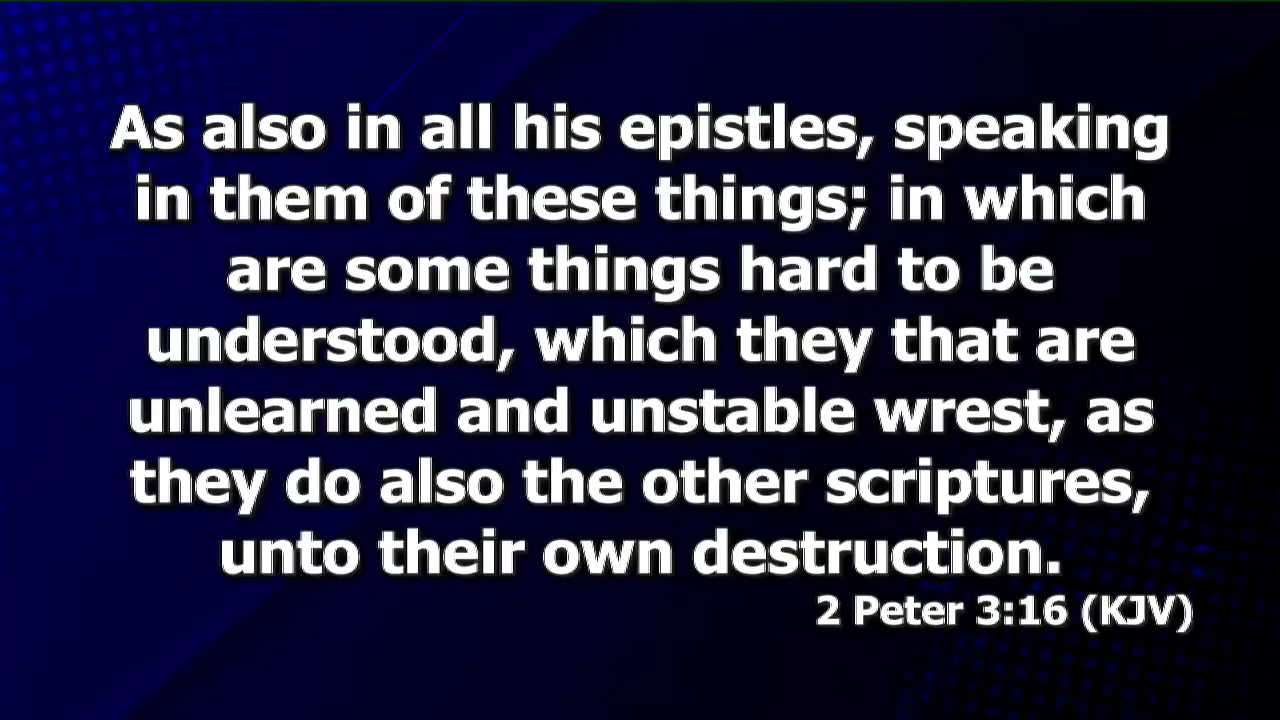 As also in all his epistles, speaking
in them of these things; in which
are some things hard to be
understood, which they that are
unlearned and unstable wrest, as
they do also the other scriptures,
unto their own destruction.
2 Peter 3:16 (KJV)